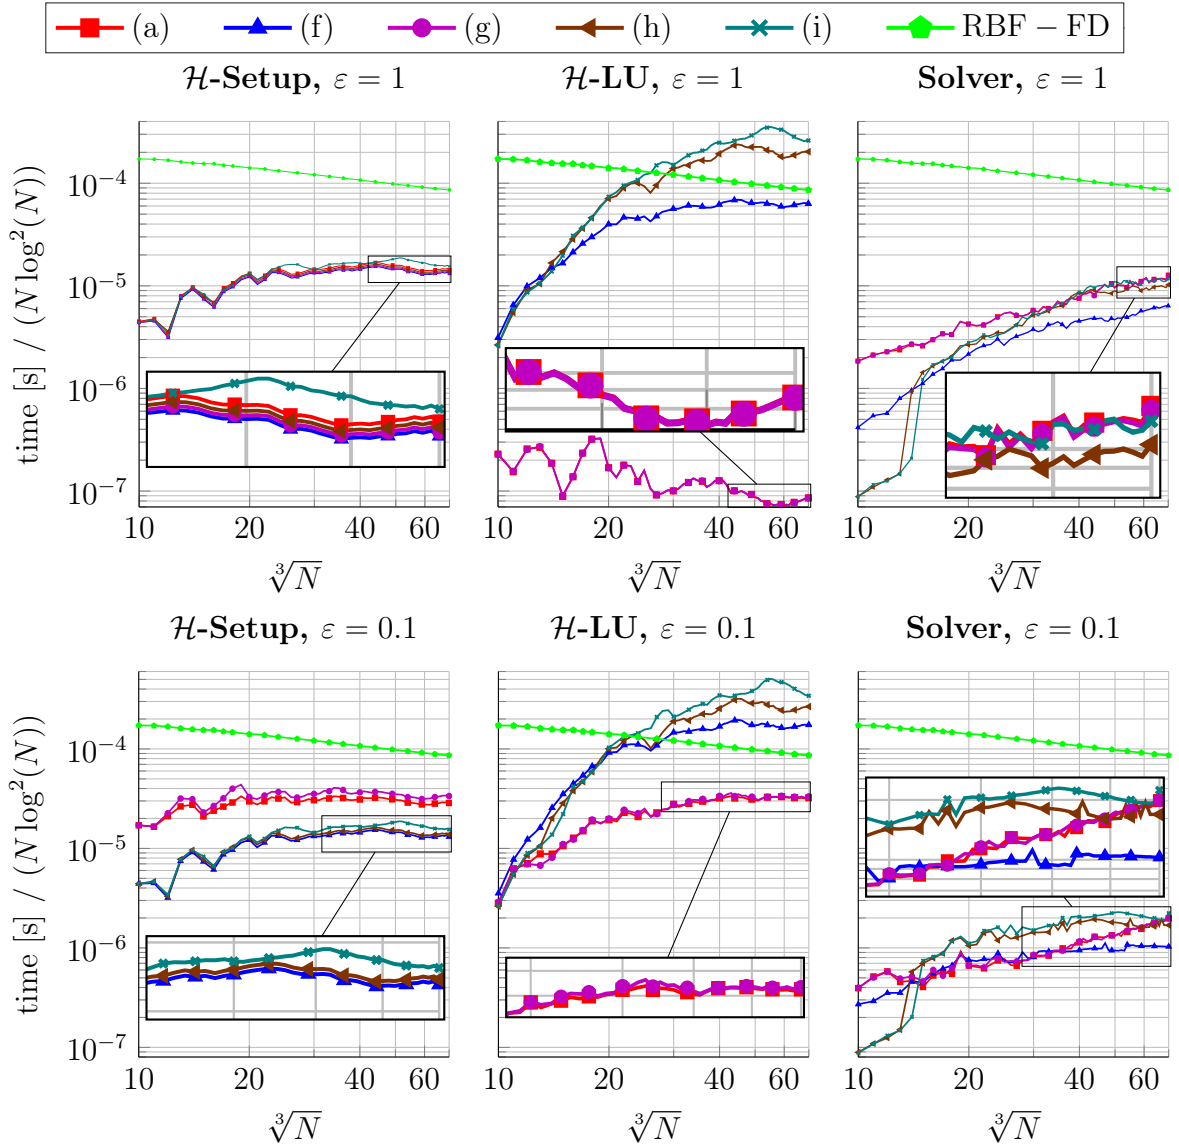 (a) (f) (g) (h) (i) RBF − FD
ℋ-Setup, ε = 1 ℋ-LU, ε = 1 Solver, ε = 1
time [s] / (N log²(N))
10⁻⁴
10⁻⁵
10⁻⁶
10⁻⁷
10 20 40 60 10 20 40 60 10 20 40 60
∛N ∛N ∛N
ℋ-Setup, ε = 0.1 ℋ-LU, ε = 0.1 Solver, ε = 0.1
time [s] / (N log²(N))
10⁻⁴
10⁻⁵
10⁻⁶
10⁻⁷
10 20 40 60 10 20 40 60 10 20 40 60
∛N ∛N ∛N